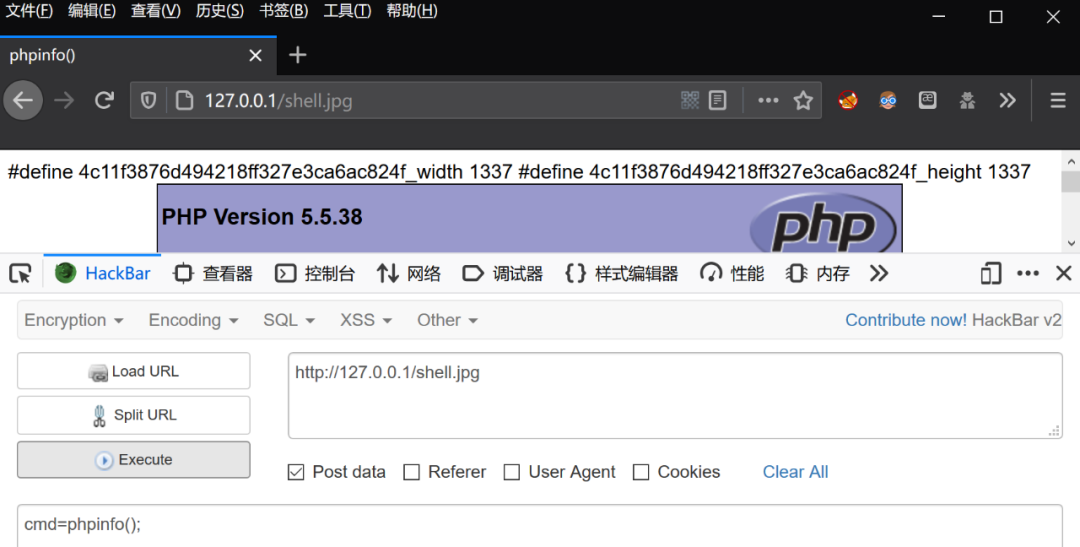 文件(F) 编辑(E) 查看(V) 历史(S) 书签(B) 工具(T) 帮助(H)
phpinfo()
127.0.0.1/shell.jpg
#define 4c11f3876d494218ff327e3ca6ac824f_width 1337 #define 4c11f3876d494218ff327e3ca6ac824f_height 1337
PHP Version 5.5.38
php
HackBar 查看器 控制台 网络 调试器 样式编辑器 性能 内存
Encryption Encoding SQL XSS Other Contribute now! HackBar v2
Load URL
http://127.0.0.1/shell.jpg
Split URL
Execute
Post data Referer User Agent Cookies Clear All
cmd=phpinfo();